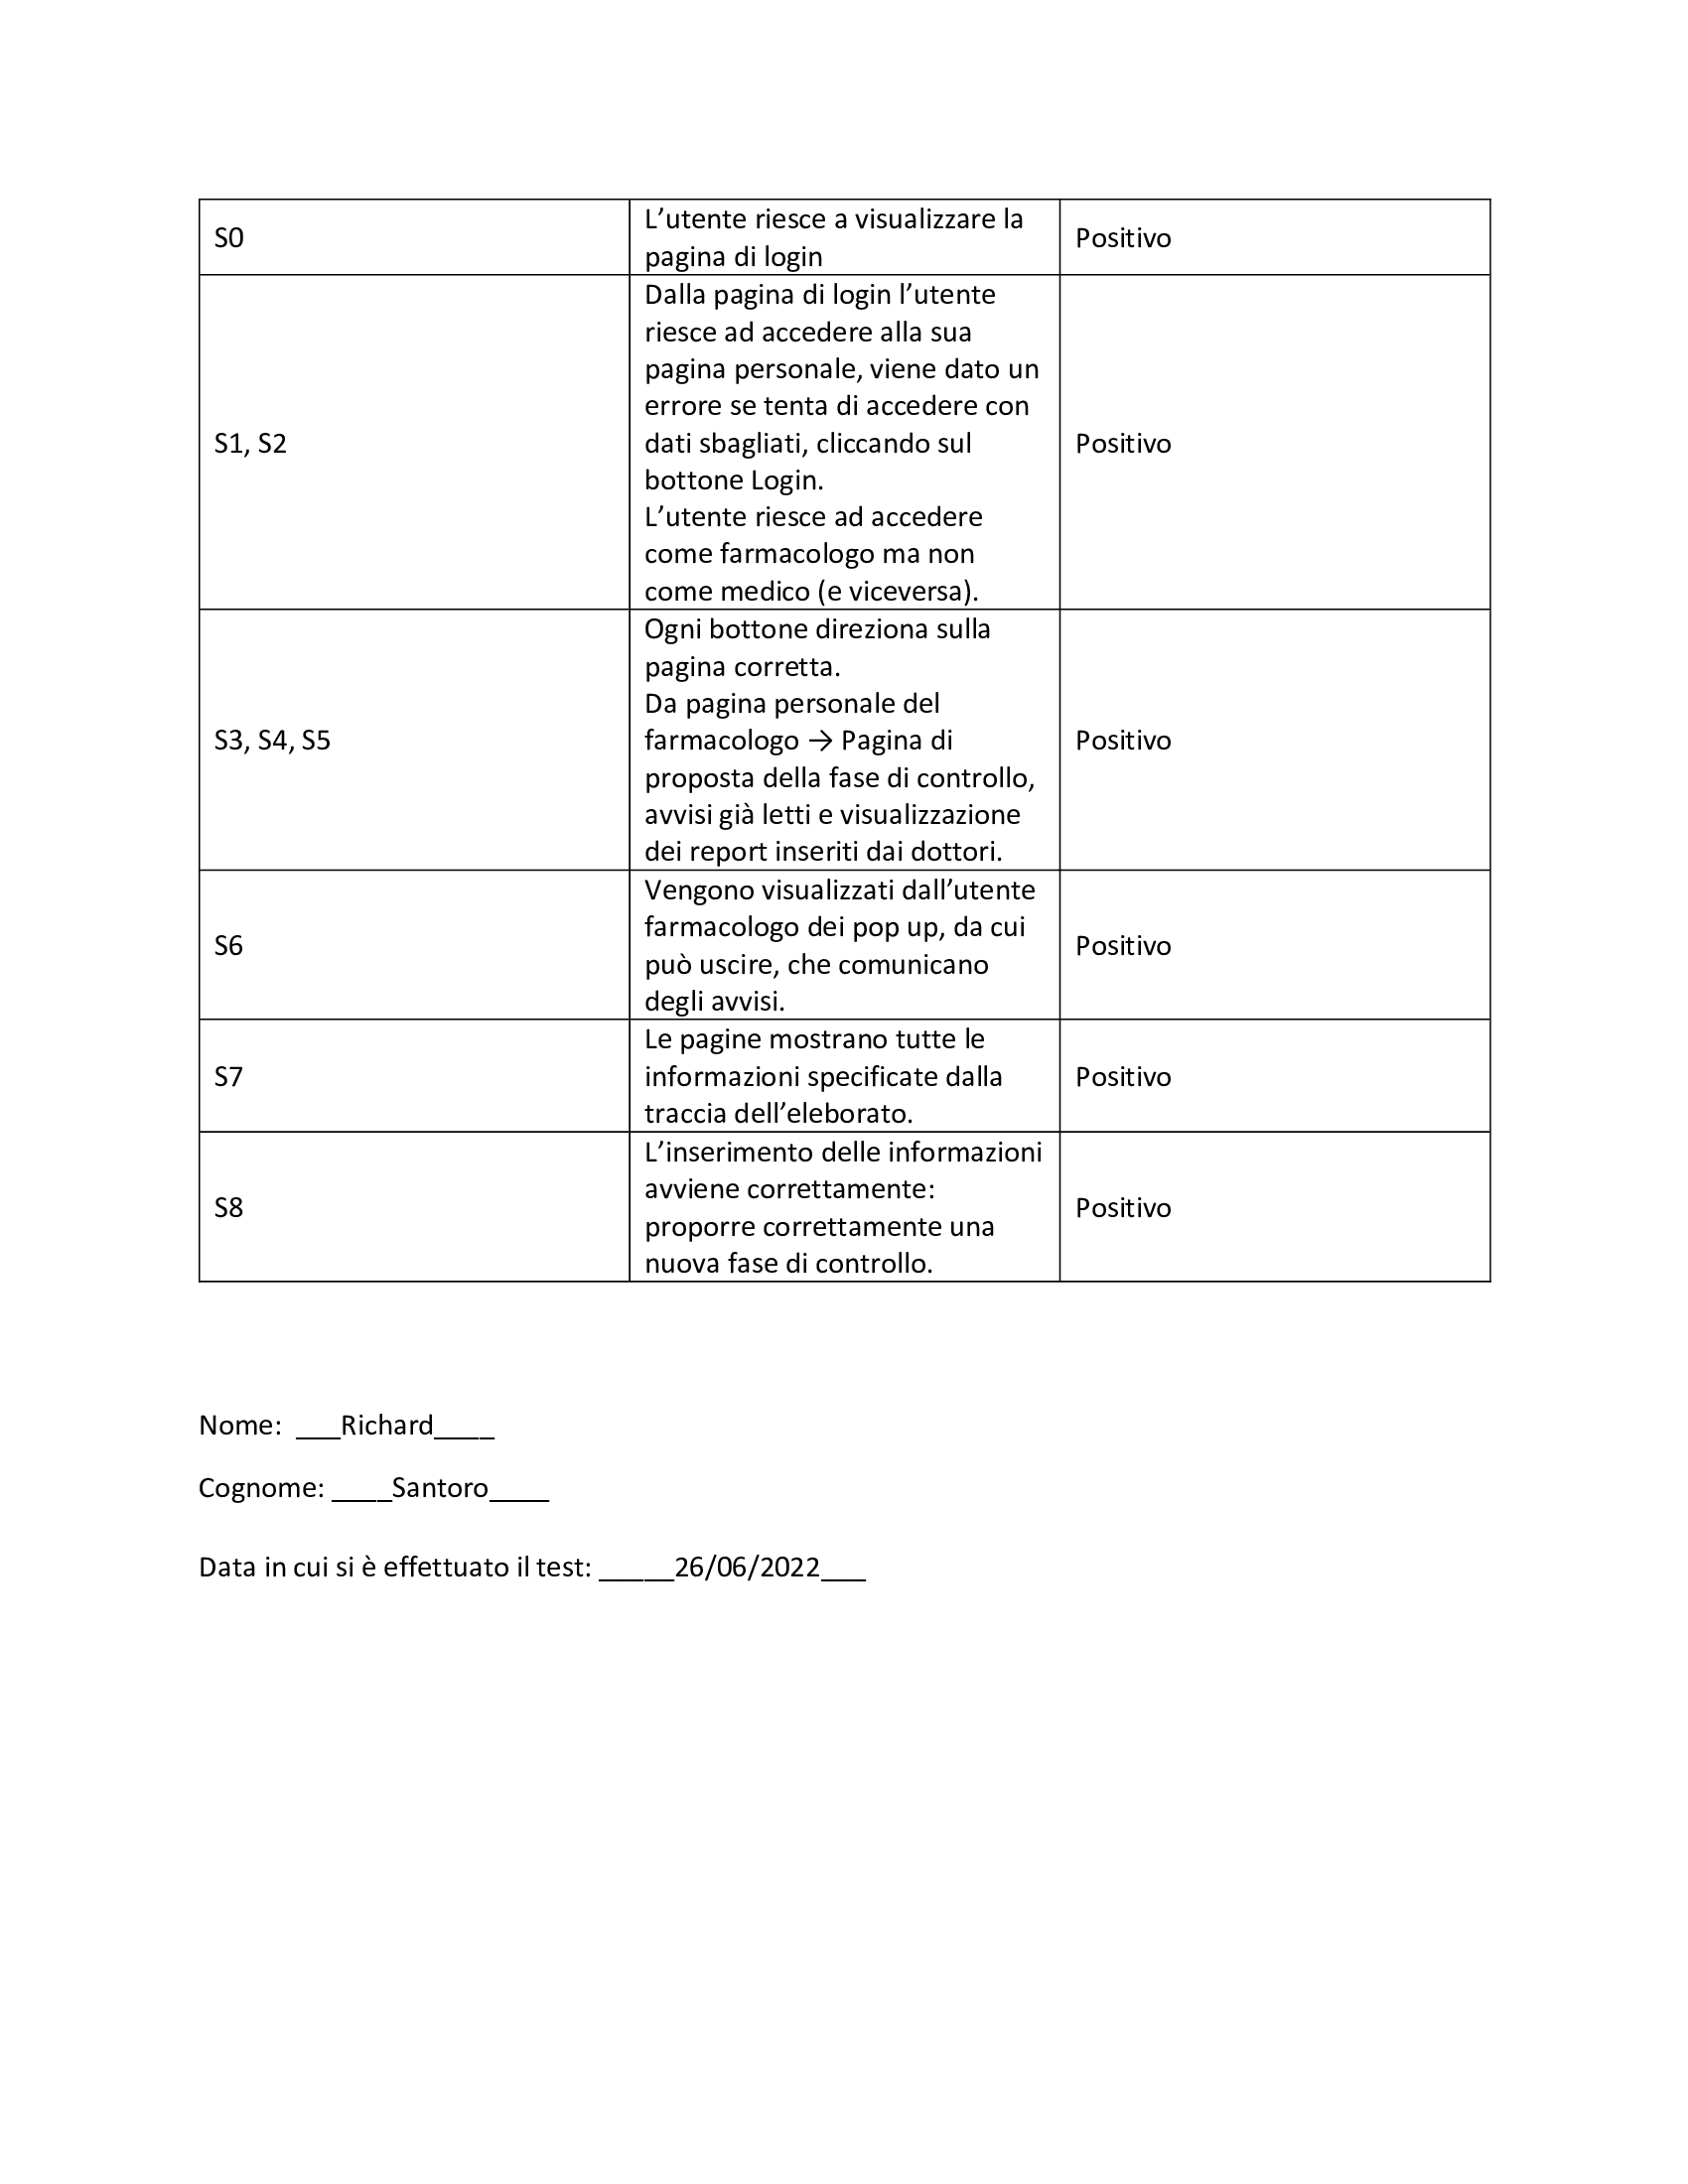 S0
L’utente riesce a visualizzare la
pagina di login
Positivo
S1, S2
Dalla pagina di login l’utente
riesce ad accedere alla sua
pagina personale, viene dato un
errore se tenta di accedere con
dati sbagliati, cliccando sul
bottone Login.
L’utente riesce ad accedere
come farmacologo ma non
come medico (e viceversa).
Positivo
S3, S4, S5
Ogni bottone direziona sulla
pagina corretta.
Da pagina personale del
farmacologo → Pagina di
proposta della fase di controllo,
avvisi già letti e visualizzazione
dei report inseriti dai dottori.
Positivo
S6
Vengono visualizzati dall’utente
farmacologo dei pop up, da cui
può uscire, che comunicano
degli avvisi.
Positivo
S7
Le pagine mostrano tutte le
informazioni specificate dalla
traccia dell’eleborato.
Positivo
S8
L’inserimento delle informazioni
avviene correttamente:
proporre correttamente una
nuova fase di controllo.
Positivo
Nome: ___Richard____
Cognome: ____Santoro____
Data in cui si è effettuato il test: _____26/06/2022___